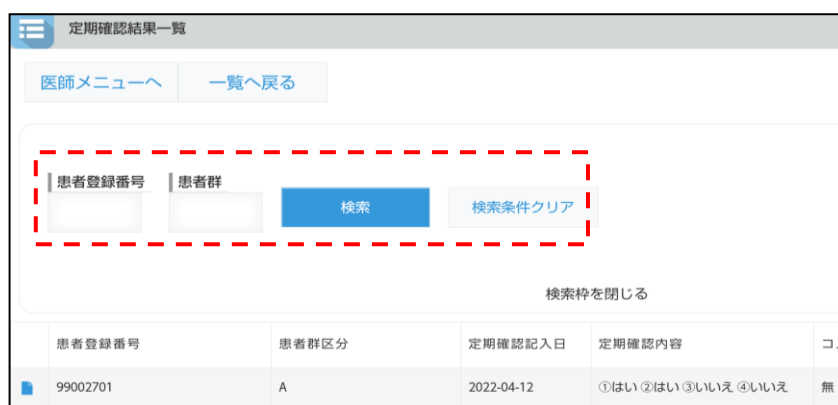 定期確認結果一覧
医師メニューへ 一覧へ戻る
患者登録番号 患者群
検索 検索条件クリア
検索枠を閉じる
患者登録番号 患者群区分 定期確認記入日 定期確認内容
99002701 A 2022-04-12 ①はい ②はい ③いいえ ④いいえ 無